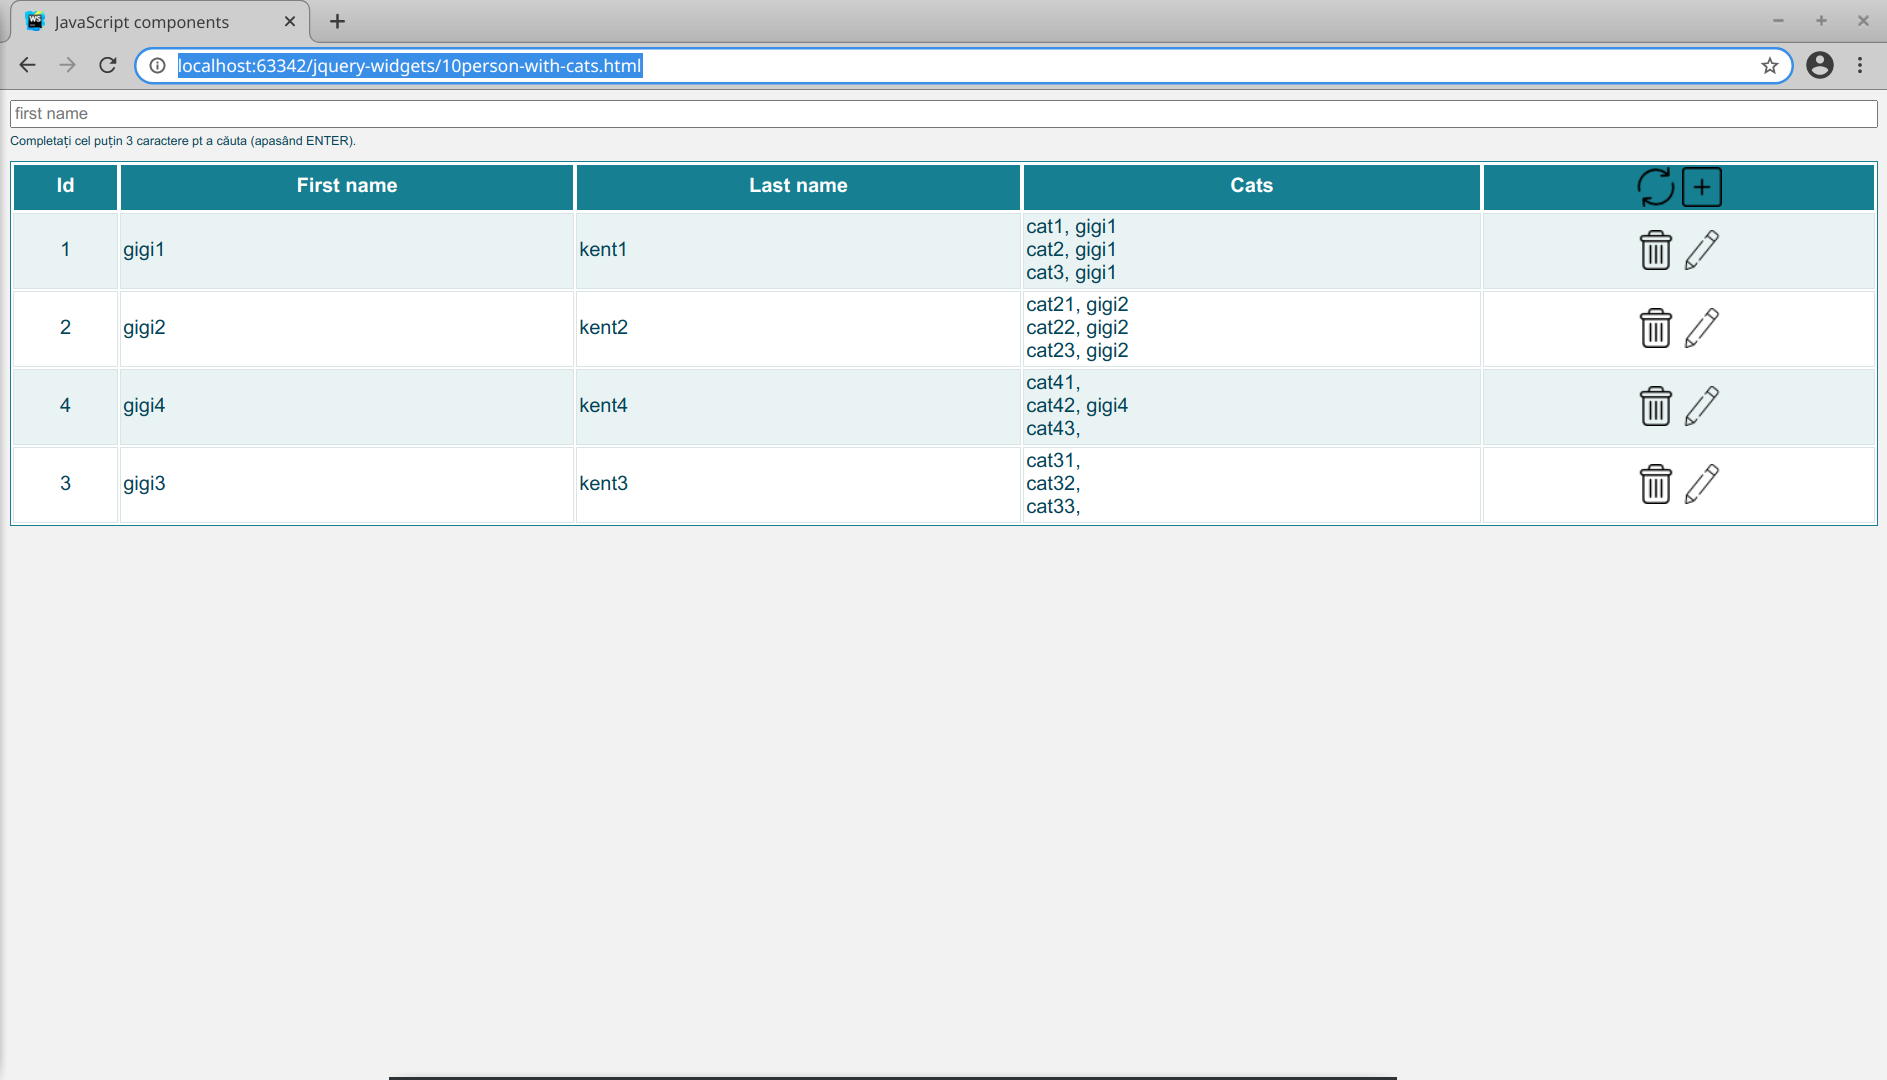 JavaScript components
localhost:63342/jquery-widgets/10person-with-cats.html
first name
Completați cel puțin 3 caractere pt a căuta (apasând ENTER).
Id First name Last name Cats
1 gigi1 kent1 cat1, gigi1
cat2, gigi1
cat3, gigi1
2 gigi2 kent2 cat21, gigi2
cat22, gigi2
cat23, gigi2
4 gigi4 kent4 cat41,
cat42, gigi4
cat43,
3 gigi3 kent3 cat31,
cat32,
cat33,